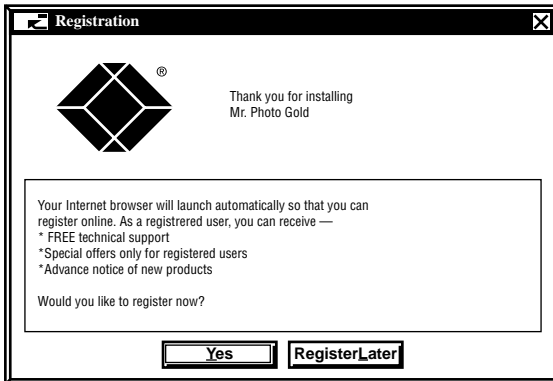 Registration
®
Thank you for installing
Mr. Photo Gold
Your Internet browser will launch automatically so that you can
register online. As a registrered user, you can receive —
* FREE technical support
*Special offers only for registered users
*Advance notice of new products
Would you like to register now?
Yes RegisterLater